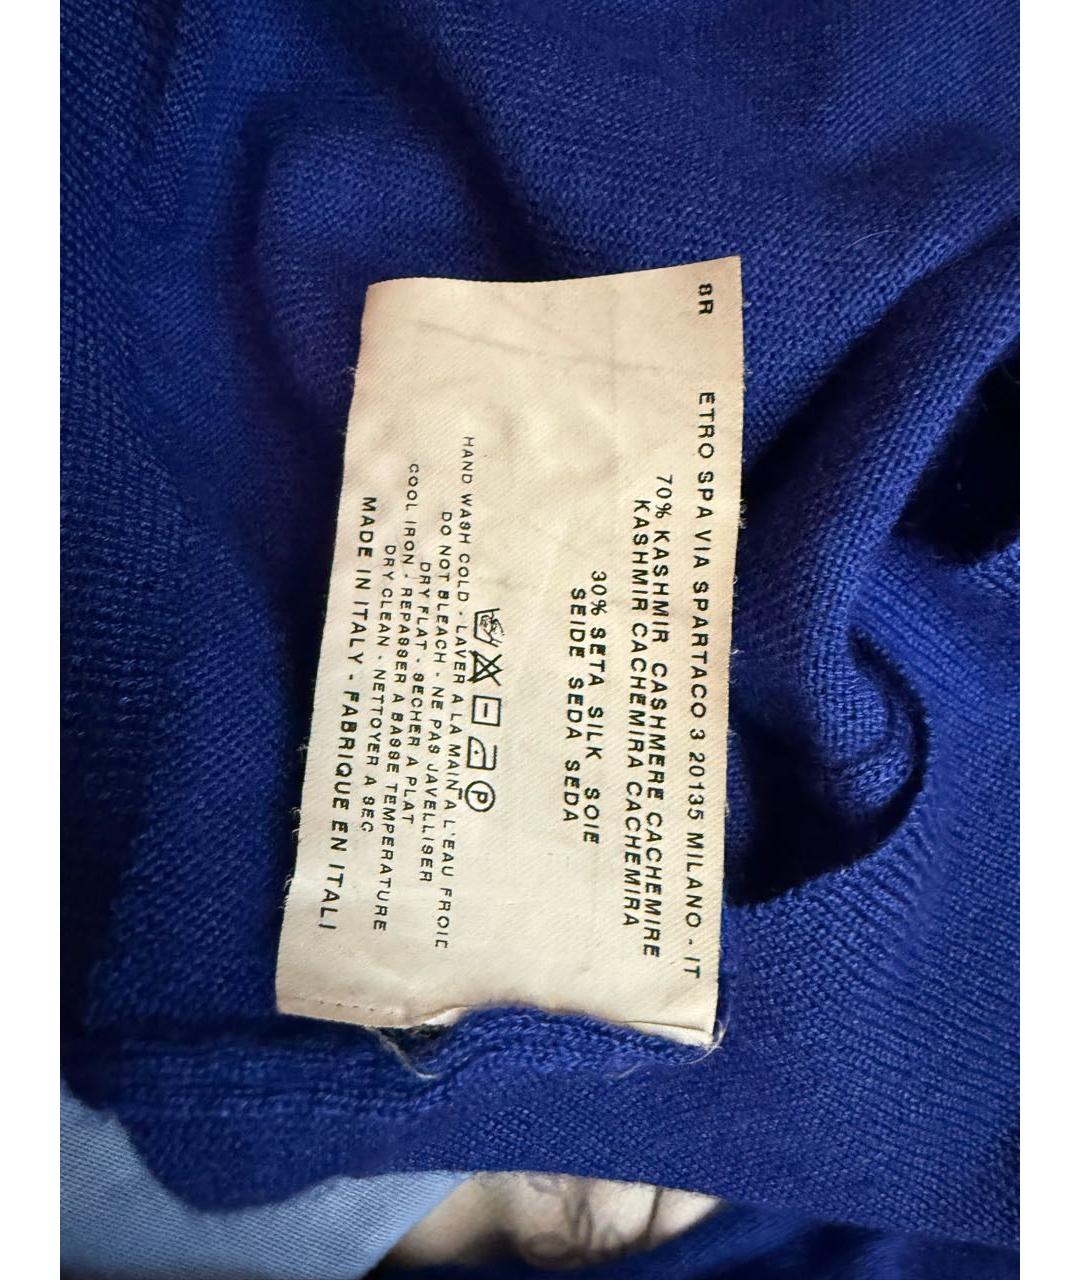 8R ETRO SPA VIA SPARTACO 3 20135 MILANO - IT
70% KASHMIR CASHMERE CACHEMIRE
KASHMIR CACHEMIRA CACHEMIRA
30% SETA SILK SOIE
SEIDE SEDA SEDA
P
HAND WASH COLD - LAVER A LA MAIN A L'EAU FROIE
DO NOT BLEACH - NE PAS JAVELLISER
DRY FLAT - SECHER A PLAT
COOL IRON - REPASSER A BASSE TEMPERATURE
DRY CLEAN - NETTOYER A SEC
MADE IN ITALY - FABRIQUE EN ITALI